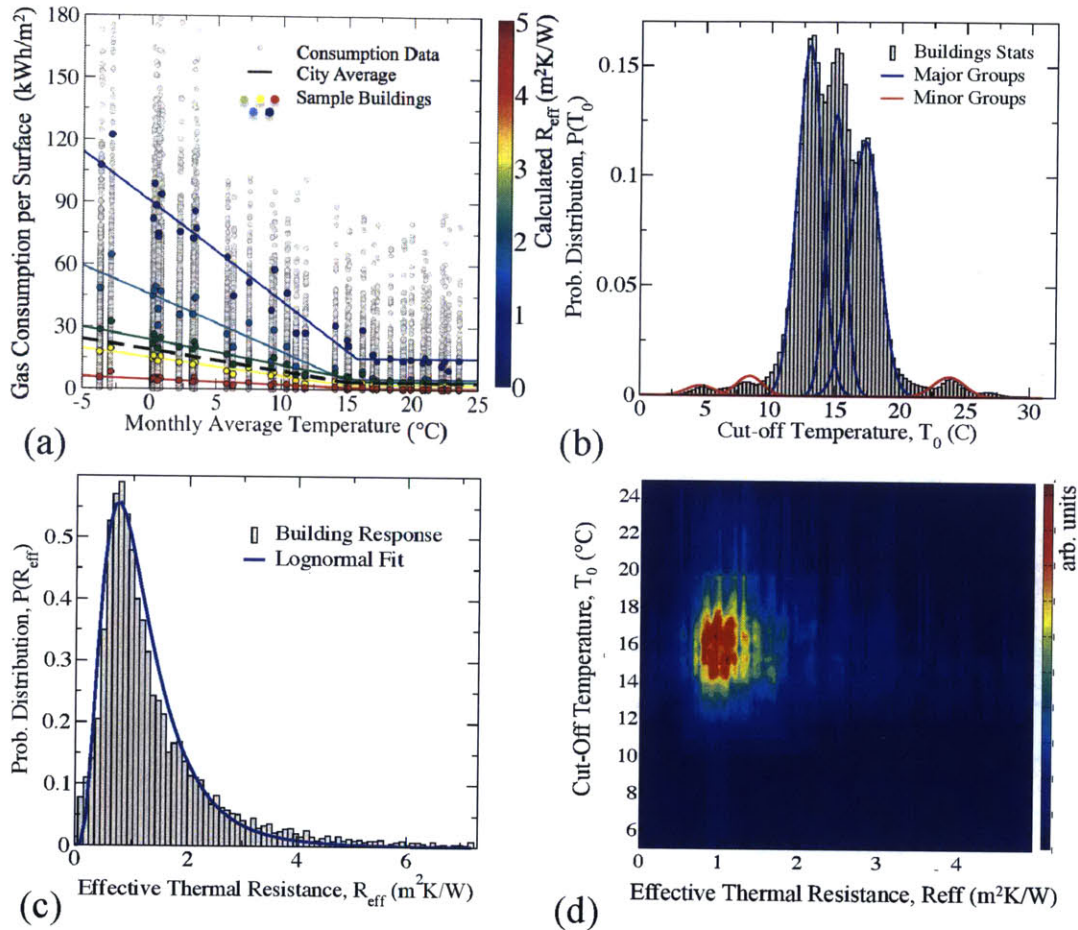 180
150
120
90
60
30
0
Gas Consumption per Surface (kWh/m²)
Consumption Data
City Average
Sample Buildings
-5 0 5 10 15 20 25
Monthly Average Temperature (°C)
5
4
3
2
1
0
Calculated R_eff (m²K/W)
(a)
0.15
0.1
0.05
0
Prob. Distribution, P(T₀)
Buildings Stats
Major Groups
Minor Groups
0 5 10 15 20 25 30
Cut-off Temperature, T₀ (C)
(b)
0.5
0.4
0.3
0.2
0.1
0
Prob. Distribution, P(R_eff)
Building Response
Lognormal Fit
0 2 4 6
Effective Thermal Resistance, R_eff (m²K/W)
(c)
24
22
20
18
16
14
12
10
8
6
Cut-Off Temperature, T₀ (°C)
arb. units
0 1 2 3 4
Effective Thermal Resistance, Reff (m²K/W)
(d)